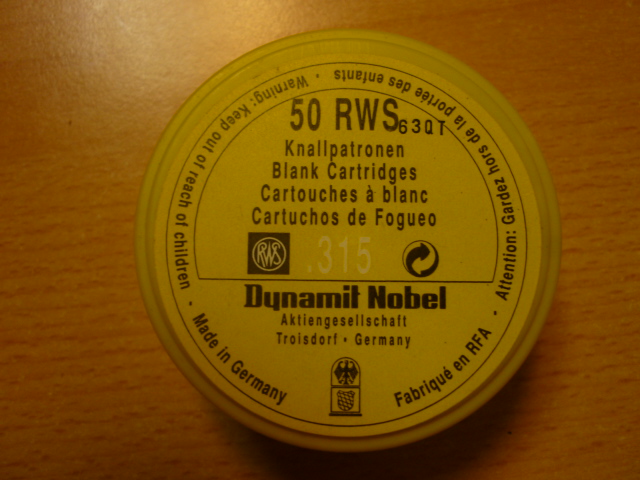 50 RWS 63QT
Knallpatronen
Blank Cartridges
Cartouches à blanc
Cartuchos de Fogueo
RWS .315
Dynamit Nobel
Aktiengesellschaft
Troisdorf • Germany
Made in Germany • Warning: Keep out of reach of children • Attention: Gardez hors de la portée des enfants • Fabriqué en RFA